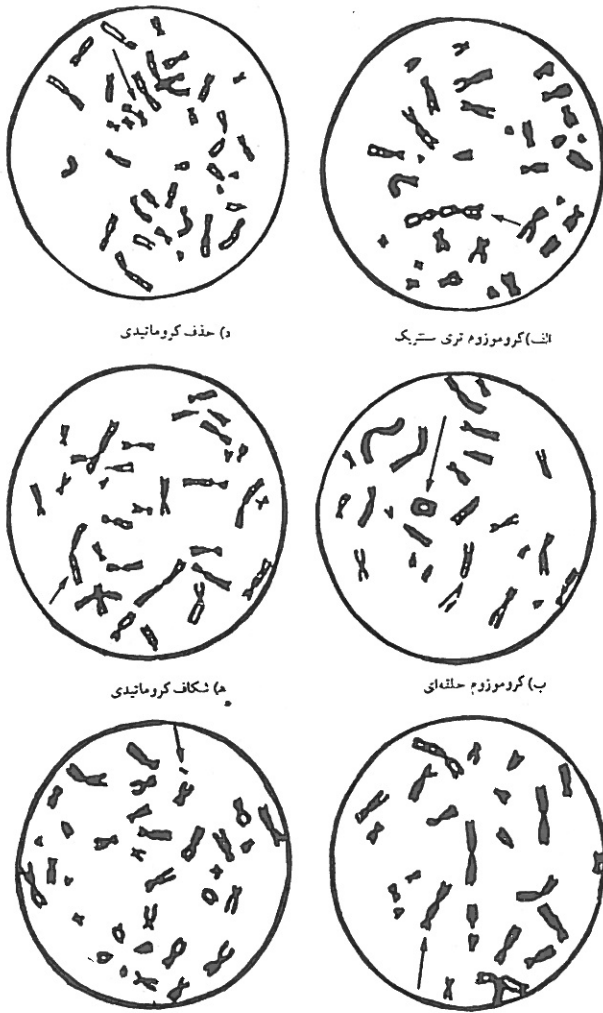 الف) کروموزوم تری سنتریک
د) حذف کروماتیدی
ب) کروموزوم حلقه‌ای
ه) شکاف کروماتیدی